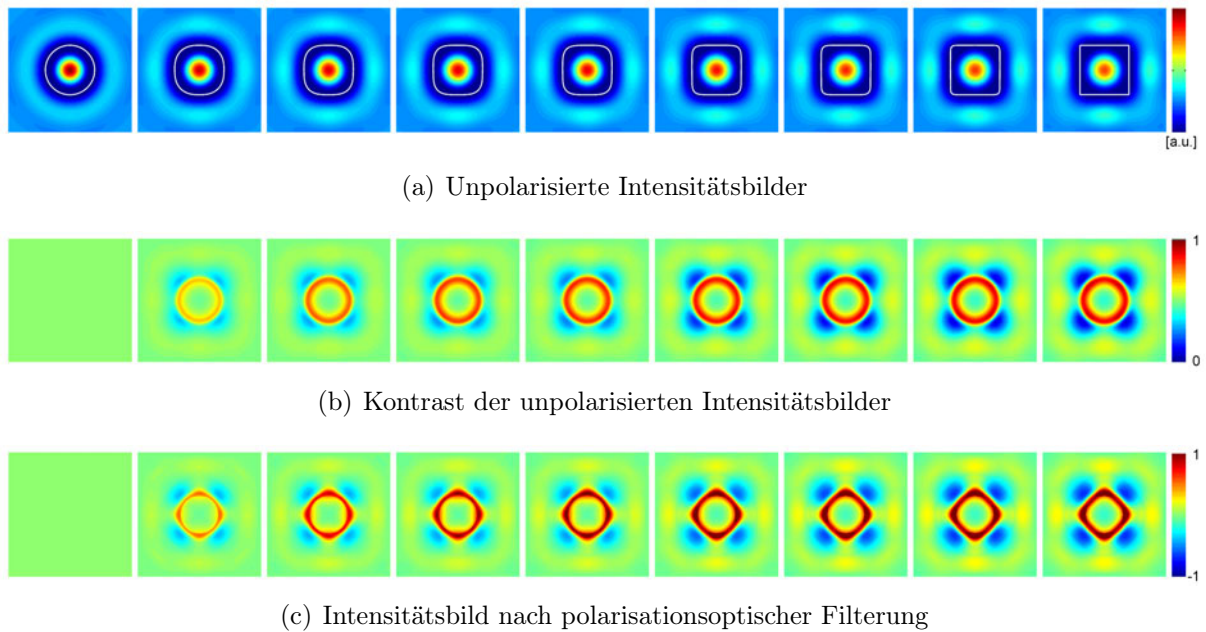 [a.u.]
(a) Unpolarisierte Intensitätsbilder
1
0
(b) Kontrast der unpolarisierten Intensitätsbilder
1
-1
(c) Intensitätsbild nach polarisationsoptischer Filterung